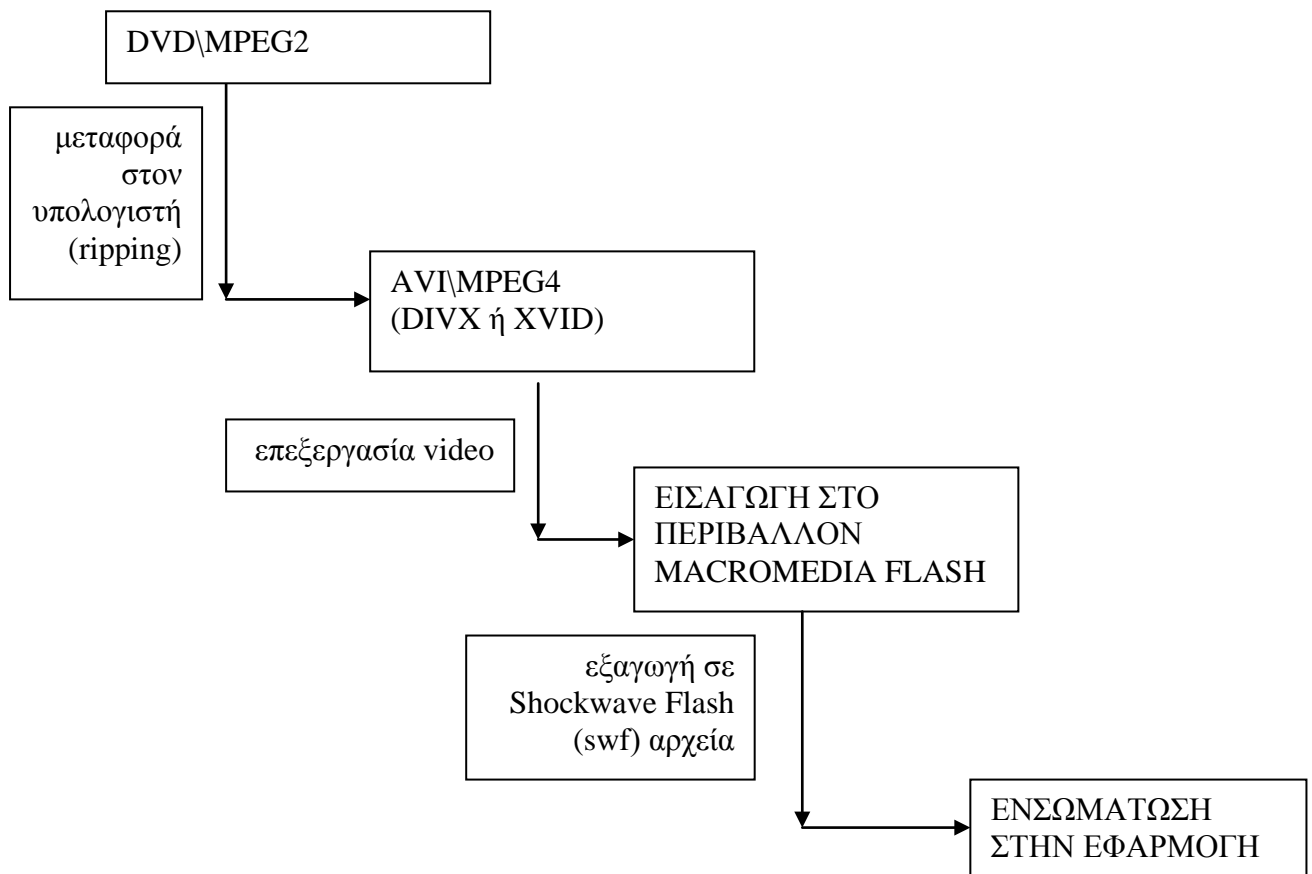 DVD\MPEG2
μεταφορά
στον
υπολογιστή
(ripping)
AVI\MPEG4
(DIVX ή XVID)
επεξεργασία video
ΕΙΣΑΓΩΓΗ ΣΤΟ
ΠΕΡΙΒΑΛΛΟΝ
MACROMEDIA FLASH
εξαγωγή σε
Shockwave Flash
(swf) αρχεία
ΕΝΣΩΜΑΤΩΣΗ
ΣΤΗΝ ΕΦΑΡΜΟΓΗ